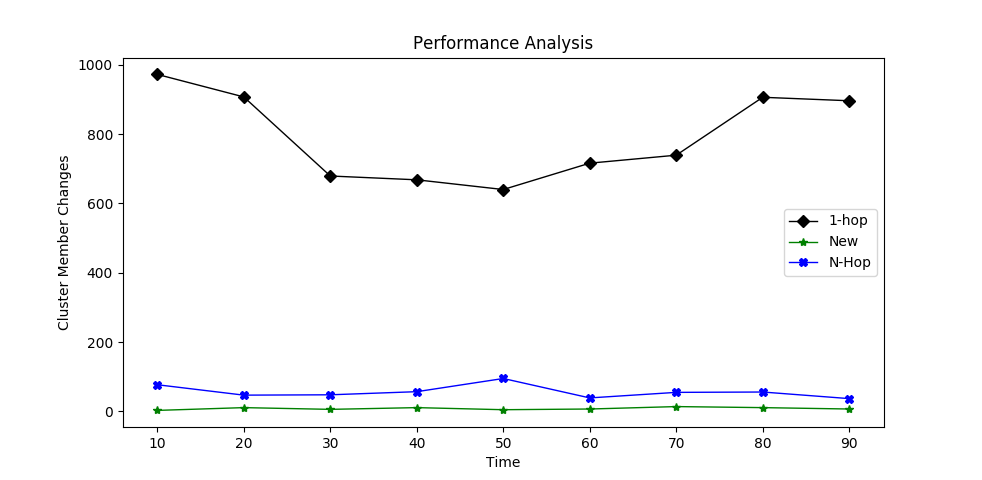 Performance Analysis
1000
800
600
400
200
0
Cluster Member Changes
1-hop
New
N-Hop
10 20 30 40 50 60 70 80 90
Time